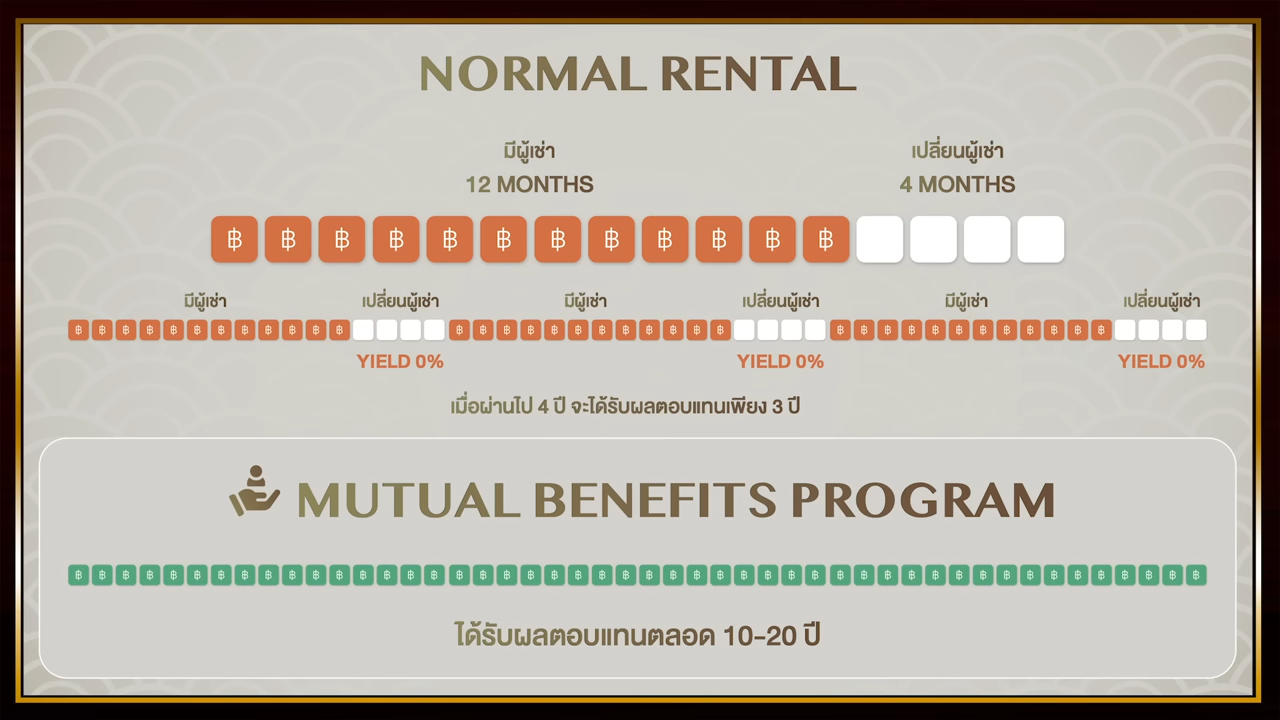 NORMAL RENTAL
มีผู้เช่า
12 MONTHS
เปลี่ยนผู้เช่า
4 MONTHS
฿ ฿ ฿ ฿ ฿ ฿ ฿ ฿ ฿ ฿ ฿ ฿
มีผู้เช่า เปลี่ยนผู้เช่า มีผู้เช่า เปลี่ยนผู้เช่า มีผู้เช่า เปลี่ยนผู้เช่า
฿ ฿ ฿ ฿ ฿ ฿ ฿ ฿ ฿ ฿ ฿ ฿ ฿ ฿ ฿ ฿ ฿ ฿ ฿ ฿ ฿ ฿ ฿ ฿ ฿ ฿ ฿ ฿ ฿ ฿ ฿ ฿ ฿ ฿ ฿ ฿
YIELD 0% YIELD 0% YIELD 0%
เมื่อผ่านไป 4 ปี จะได้รับผลตอบแทนเพียง 3 ปี
MUTUAL BENEFITS PROGRAM
฿ ฿ ฿ ฿ ฿ ฿ ฿ ฿ ฿ ฿ ฿ ฿ ฿ ฿ ฿ ฿ ฿ ฿ ฿ ฿ ฿ ฿ ฿ ฿ ฿ ฿ ฿ ฿ ฿ ฿ ฿ ฿ ฿ ฿ ฿ ฿ ฿ ฿ ฿ ฿ ฿ ฿ ฿ ฿ ฿ ฿ ฿ ฿
ได้รับผลตอบแทนตลอด 10-20 ปี